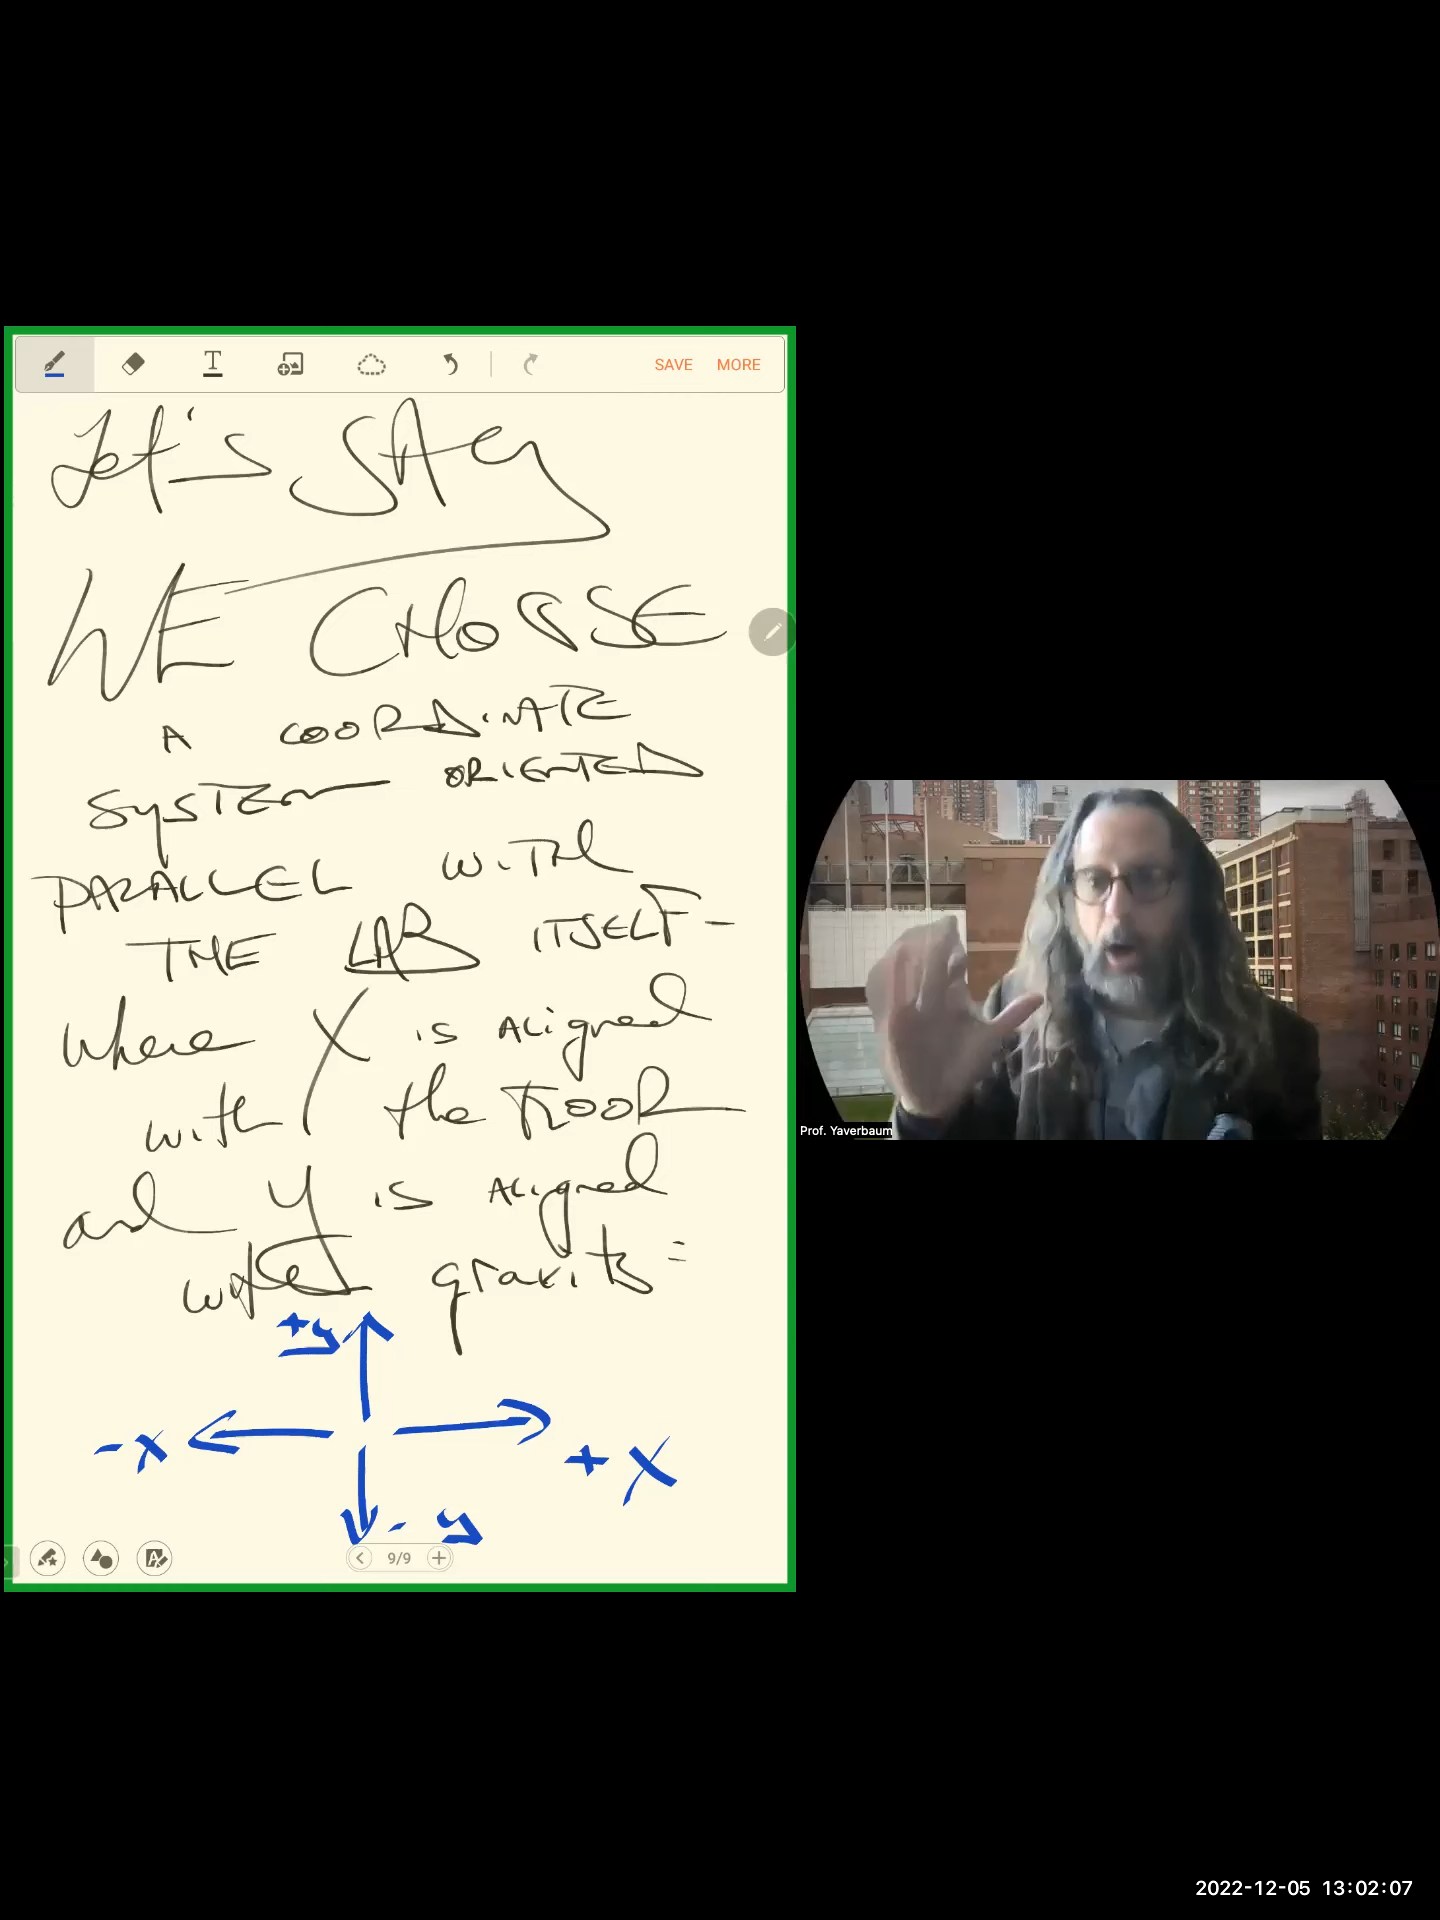 T
SAVE MORE
Let's SAy
WE CHOOSE
A COORDINATE
SYSTEM ORIENTED
PARALLEL WITH
THE LAB ITSELF-
where X is ALigned
with the FLOOR
and y is ALigned
with gravity =
+y
-x
+ X
- y
9/9
Prof. Yaverbaum
2022-12-05 13:02:07